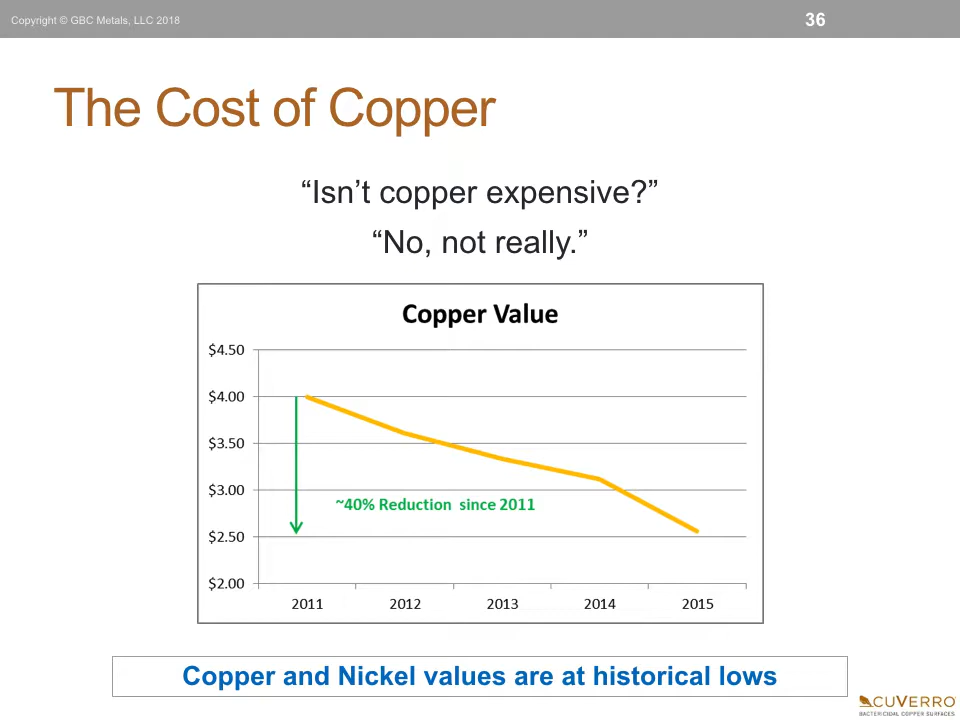 Copyright © GBC Metals, LLC 2018
36
The Cost of Copper
“Isn’t copper expensive?”
“No, not really.”
Copper Value
$4.50
$4.00
$3.50
$3.00
~40% Reduction since 2011
$2.50
$2.00
2011 2012 2013 2014 2015
Copper and Nickel values are at historical lows
CUVERRO
BACTERICIDAL COPPER SURFACES